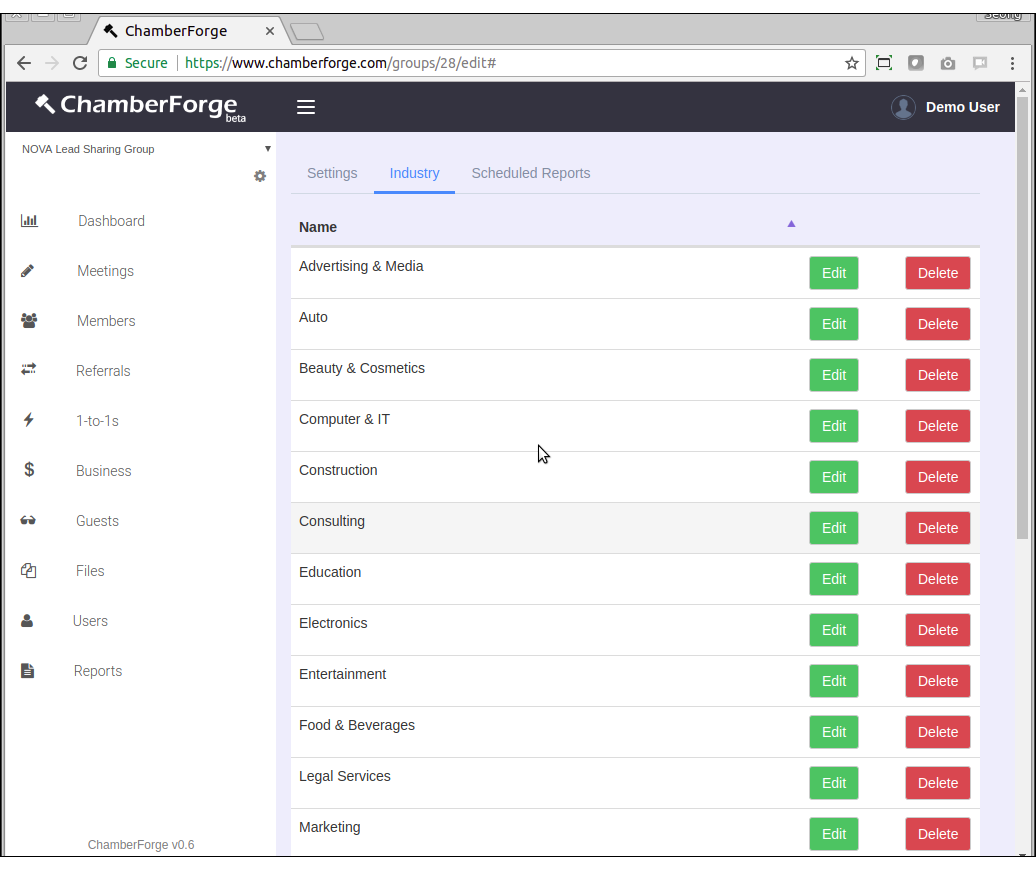 Seong
ChamberForge
Secure https://www.chamberforge.com/groups/28/edit#
ChamberForge
beta
Demo User
NOVA Lead Sharing Group
Dashboard
Meetings
Members
Referrals
1-to-1s
Business
Guests
Files
Users
Reports
ChamberForge v0.6
Settings Industry Scheduled Reports
Name
Advertising & Media Edit Delete
Auto Edit Delete
Beauty & Cosmetics Edit Delete
Computer & IT Edit Delete
Construction Edit Delete
Consulting Edit Delete
Education Edit Delete
Electronics Edit Delete
Entertainment Edit Delete
Food & Beverages Edit Delete
Legal Services Edit Delete
Marketing Edit Delete